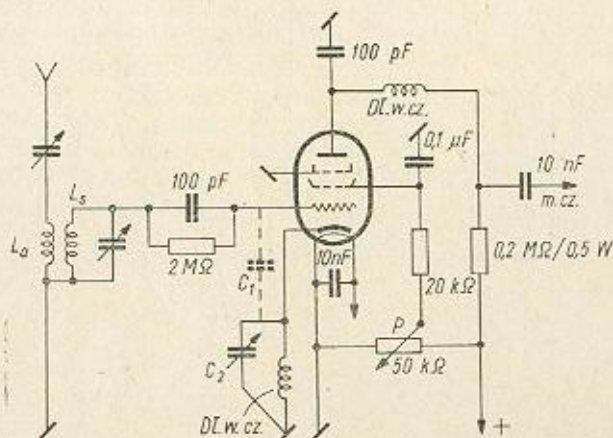 100 pF
Dł.w.cz.
0,1 µF
10 nF
m.cz.
Ls
100 pF
La
2 MΩ
C1
10nF
20 kΩ
0,2 MΩ/0,5 W
P
50 kΩ
C2
Dł.w.cz.
+